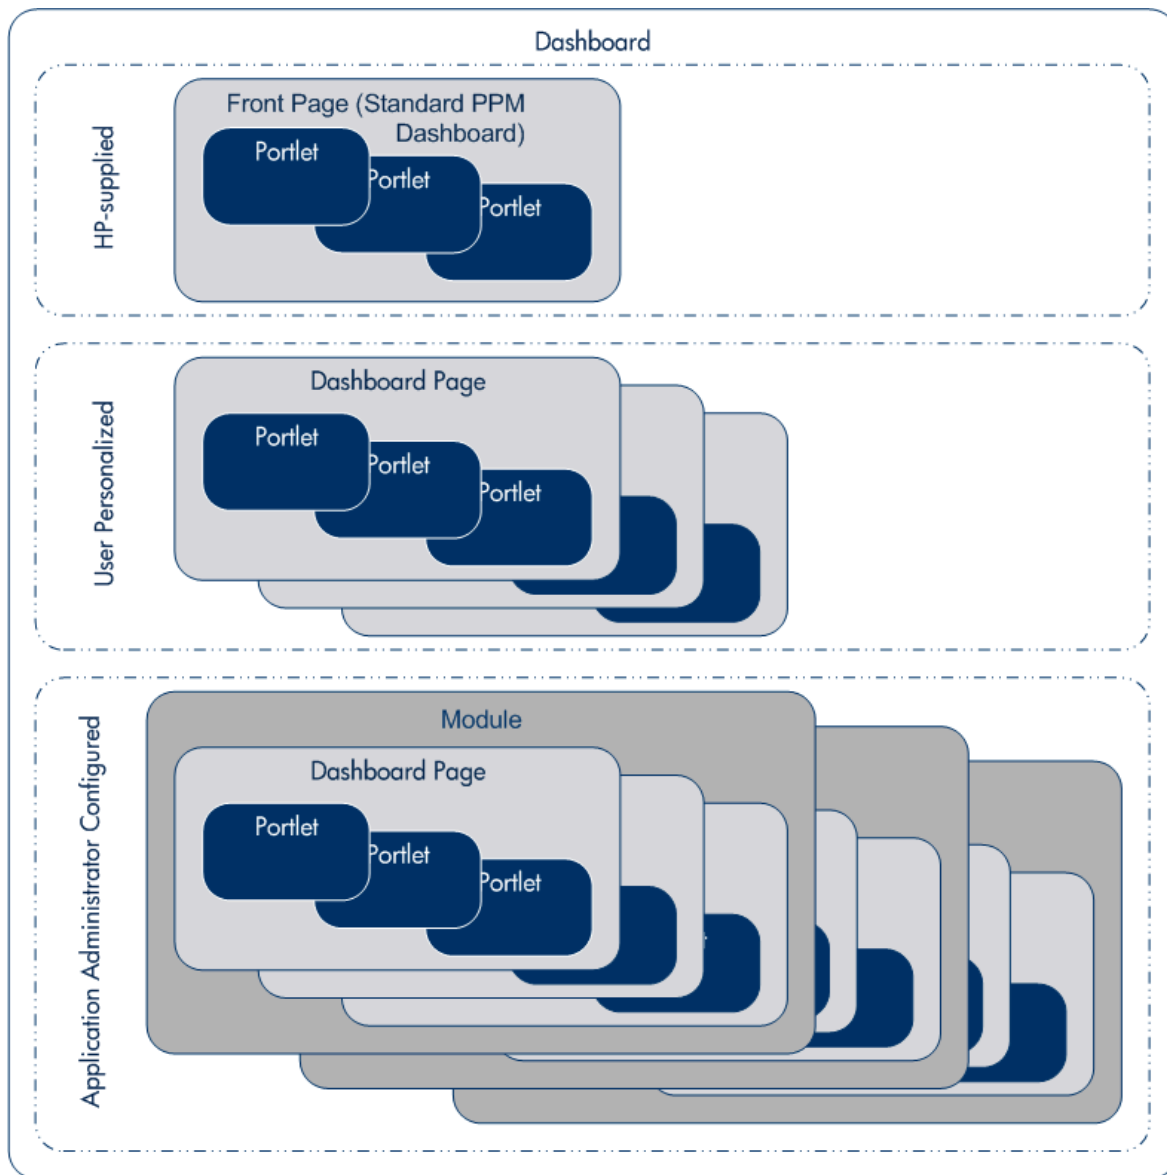 Dashboard
HP-supplied
Front Page (Standard PPM
Dashboard)
Portlet
Portlet
Portlet
User Personalized
Dashboard Page
Portlet
Portlet
Portlet
Application Administrator Configured
Module
Dashboard Page
Portlet
Portlet
Portlet